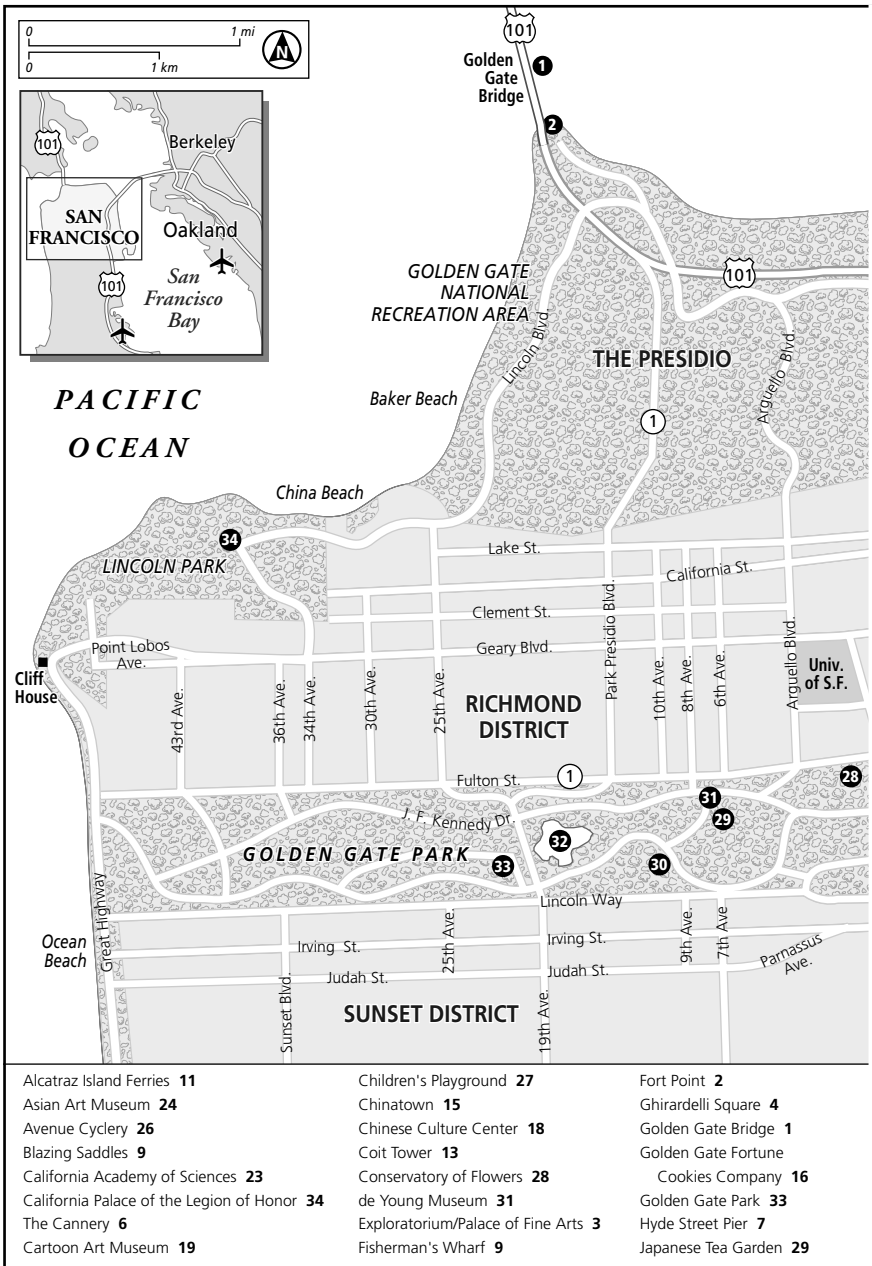 0 1 mi
0 1 km
N
101
Berkeley
SAN
FRANCISCO
Oakland
101
San
Francisco
Bay
101
Golden
Gate
Bridge
1
2
GOLDEN GATE
NATIONAL
RECREATION AREA
101
Lincoln Blvd.
THE PRESIDIO
Arguello Blvd.
Baker Beach
1
PACIFIC
OCEAN
China Beach
34
LINCOLN PARK
Lake St.
California St.
Clement St.
Park Presidio Blvd.
Geary Blvd.
Point Lobos
Ave.
Cliff
House
43rd Ave.
36th Ave.
34th Ave.
30th Ave.
25th Ave.
RICHMOND
DISTRICT
10th Ave.
8th Ave.
6th Ave.
Arguello Blvd.
Univ.
of S.F.
Fulton St.
1
28
31
29
J. F. Kennedy Dr.
32
GOLDEN GATE PARK
33
30
Lincoln Way
Great Highway
Ocean
Beach
Irving St.
25th Ave.
Irving St.
9th Ave.
7th Ave
Parnassus
Ave.
Judah St.
Judah St.
Sunset Blvd.
SUNSET DISTRICT
19th Ave.
Alcatraz Island Ferries 11
Asian Art Museum 24
Avenue Cyclery 26
Blazing Saddles 9
California Academy of Sciences 23
California Palace of the Legion of Honor 34
The Cannery 6
Cartoon Art Museum 19
Children's Playground 27
Chinatown 15
Chinese Culture Center 18
Coit Tower 13
Conservatory of Flowers 28
de Young Museum 31
Exploratorium/Palace of Fine Arts 3
Fisherman's Wharf 9
Fort Point 2
Ghirardelli Square 4
Golden Gate Bridge 1
Golden Gate Fortune
Cookies Company 16
Golden Gate Park 33
Hyde Street Pier 7
Japanese Tea Garden 29